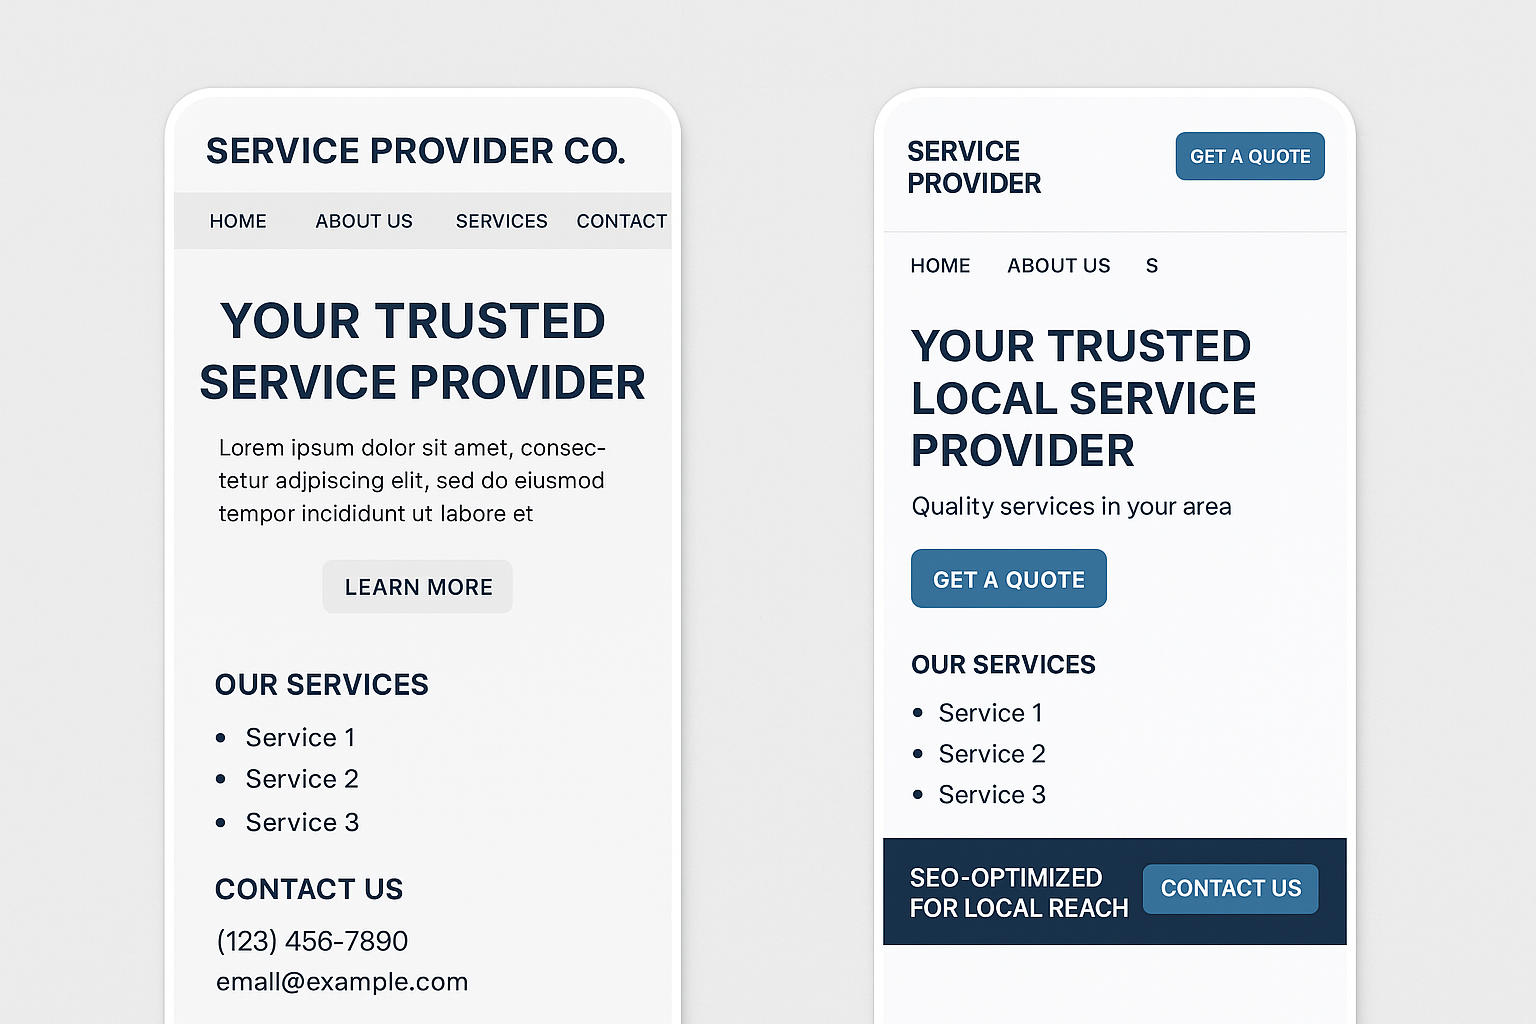 SERVICE PROVIDER CO.
HOME ABOUT US SERVICES CONTACT
YOUR TRUSTED
SERVICE PROVIDER
Lorem ipsum dolor sit amet, consec-
tetur adjpiscing elit, sed do eiusmod
tempor incididunt ut labore et
LEARN MORE
OUR SERVICES
• Service 1
• Service 2
• Service 3
CONTACT US
(123) 456-7890
emall@example.com
SERVICE
PROVIDER
GET A QUOTE
HOME ABOUT US S
YOUR TRUSTED
LOCAL SERVICE
PROVIDER
Quality services in your area
GET A QUOTE
OUR SERVICES
• Service 1
• Service 2
• Service 3
SEO-OPTIMIZED
FOR LOCAL REACH
CONTACT US